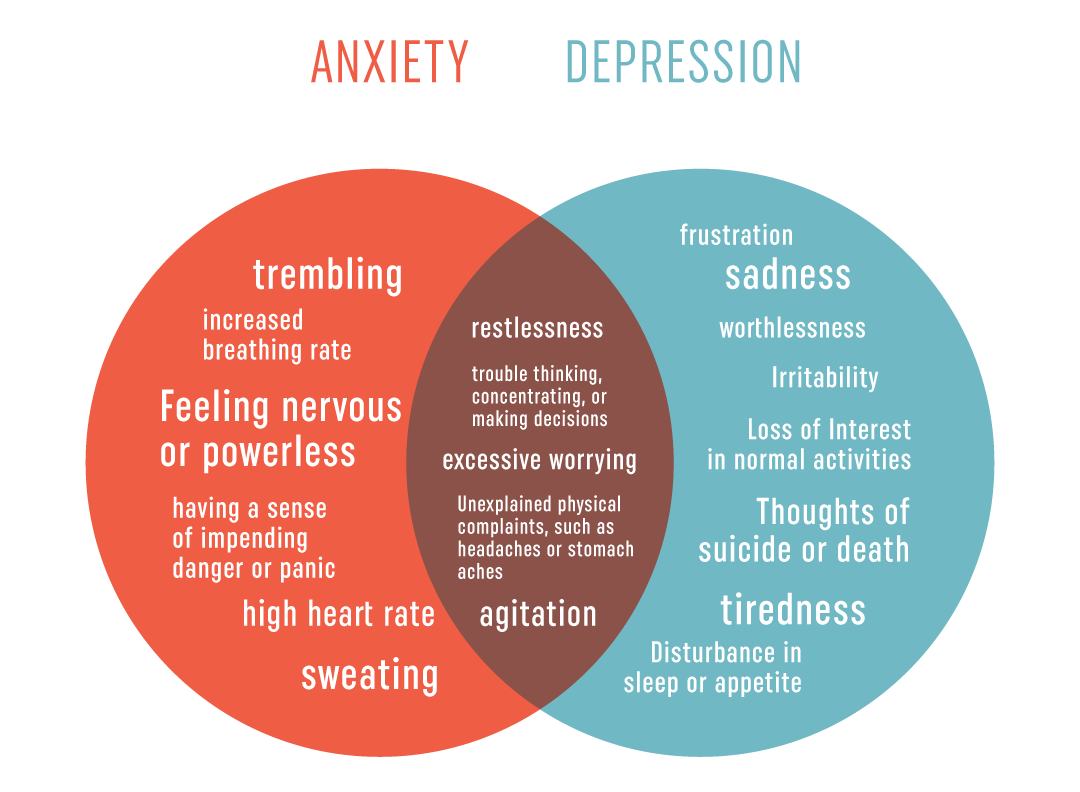 ANXIETY
DEPRESSION
trembling
increased
breathing rate
Feeling nervous
or powerless
having a sense
of impending
danger or panic
high heart rate
sweating
restlessness
trouble thinking,
concentrating, or
making decisions
excessive worrying
Unexplained physical
complaints, such as
headaches or stomach
aches
agitation
frustration
sadness
worthlessness
Irritability
Loss of Interest
in normal activities
Thoughts of
suicide or death
tiredness
Disturbance in
sleep or appetite